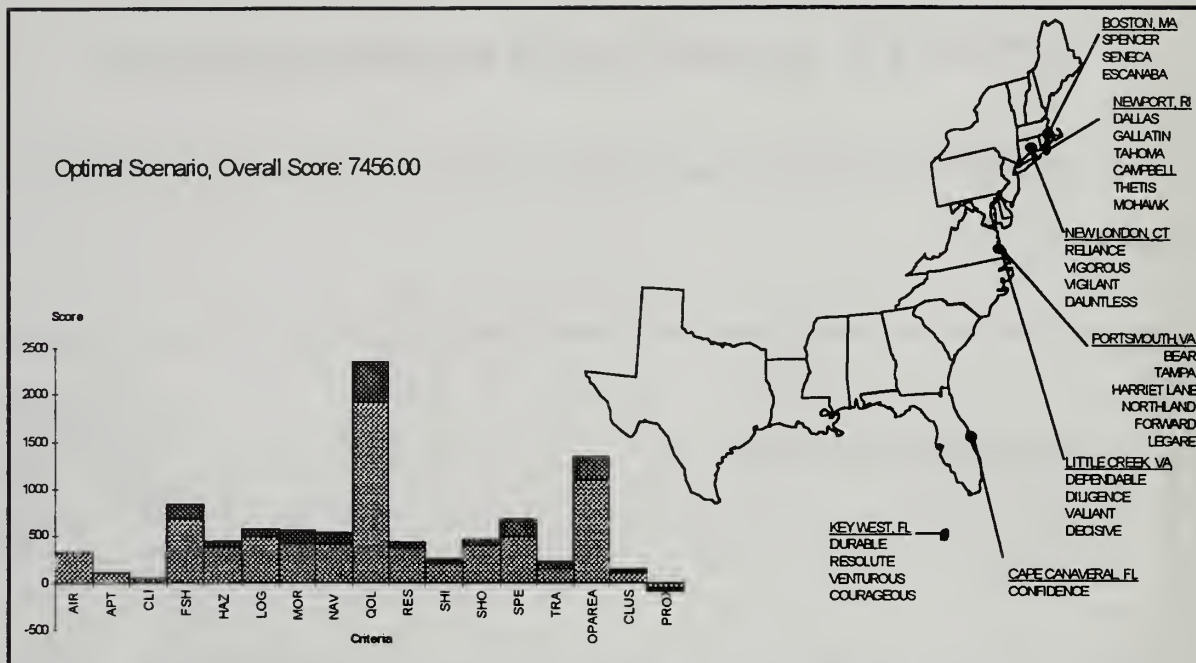 Optimal Scenario, Overall Score: 7456.00
Score
2500
2000
1500
1000
500
0
-500
AIR
APT
CLI
FSH
HAZ
LOG
MOR
NAV
QOL
RES
SHI
SHO
SPE
TRA
OPAREA
CLUS
PROX
Criteria
BOSTON, MA
SPENCER
SENECA
ESCANABA
NEWPORT, RI
DALLAS
GALLATIN
TAHOMA
CAMPBELL
THETIS
MOHAWK
NEW LONDON, CT
RELIANCE
VIGOROUS
VIGILANT
DAUNTLESS
PORTSMOUTH, VA
BEAR
TAMPA
HARRIET LANE
NORTHLAND
FORWARD
LEGARE
LITTLE CREEK, VA
DEPENDABLE
DILIGENCE
VALIANT
DECISIVE
KEY WEST, FL
DURABLE
RESOLUTE
VENTUROUS
COURAGEOUS
CAPE CANAVERAL, FL
CONFIDENCE